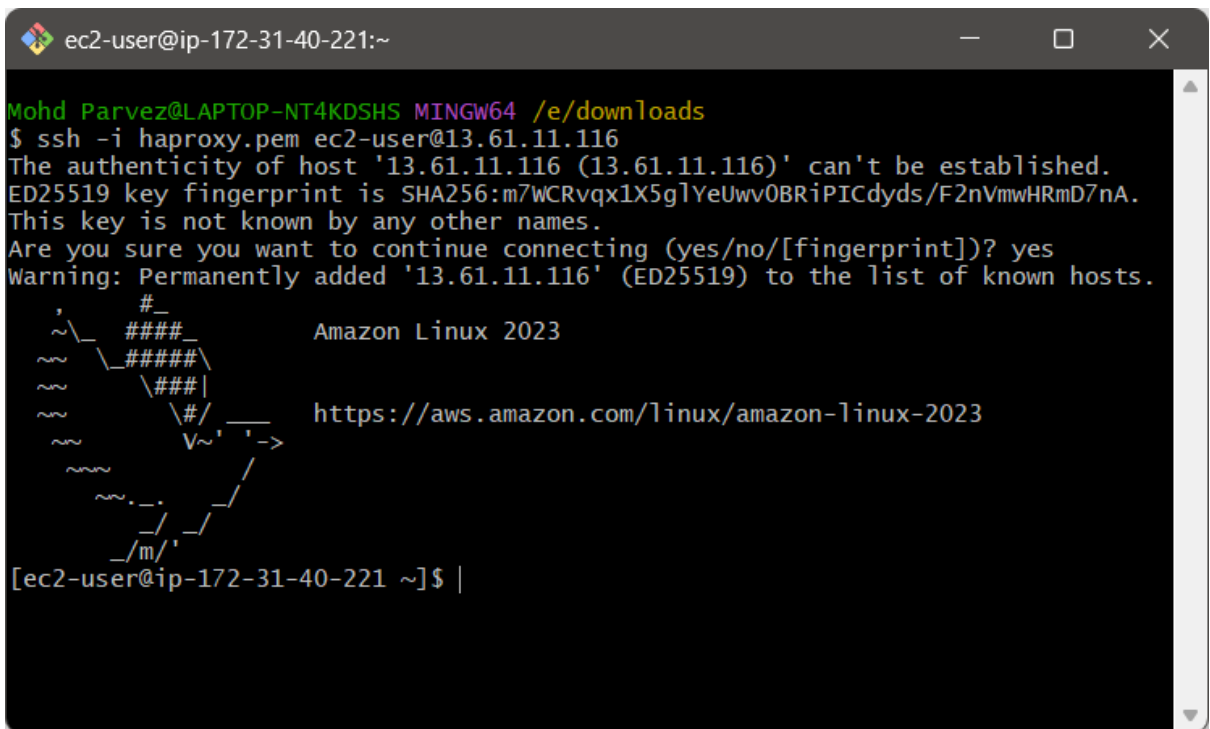 ec2-user@ip-172-31-40-221:~
Mohd Parvez@LAPTOP-NT4KDSHS MINGW64 /e/downloads
$ ssh -i haproxy.pem ec2-user@13.61.11.116
The authenticity of host '13.61.11.116 (13.61.11.116)' can't be established.
ED25519 key fingerprint is SHA256:m7WCRvqx1X5glYeUwvOBRiPICdyds/F2nVmwHRmD7nA.
This key is not known by any other names.
Are you sure you want to continue connecting (yes/no/[fingerprint])? yes
Warning: Permanently added '13.61.11.116' (ED25519) to the list of known hosts.
   ,     #_
   ~\_  ####_        Amazon Linux 2023
  ~~  \_#####\
  ~~     \###|
  ~~       \#/ ___   https://aws.amazon.com/linux/amazon-linux-2023
   ~~       V~' '->
    ~~~         /
      ~~._.   _/
         _/ _/
       _/m/'
[ec2-user@ip-172-31-40-221 ~]$